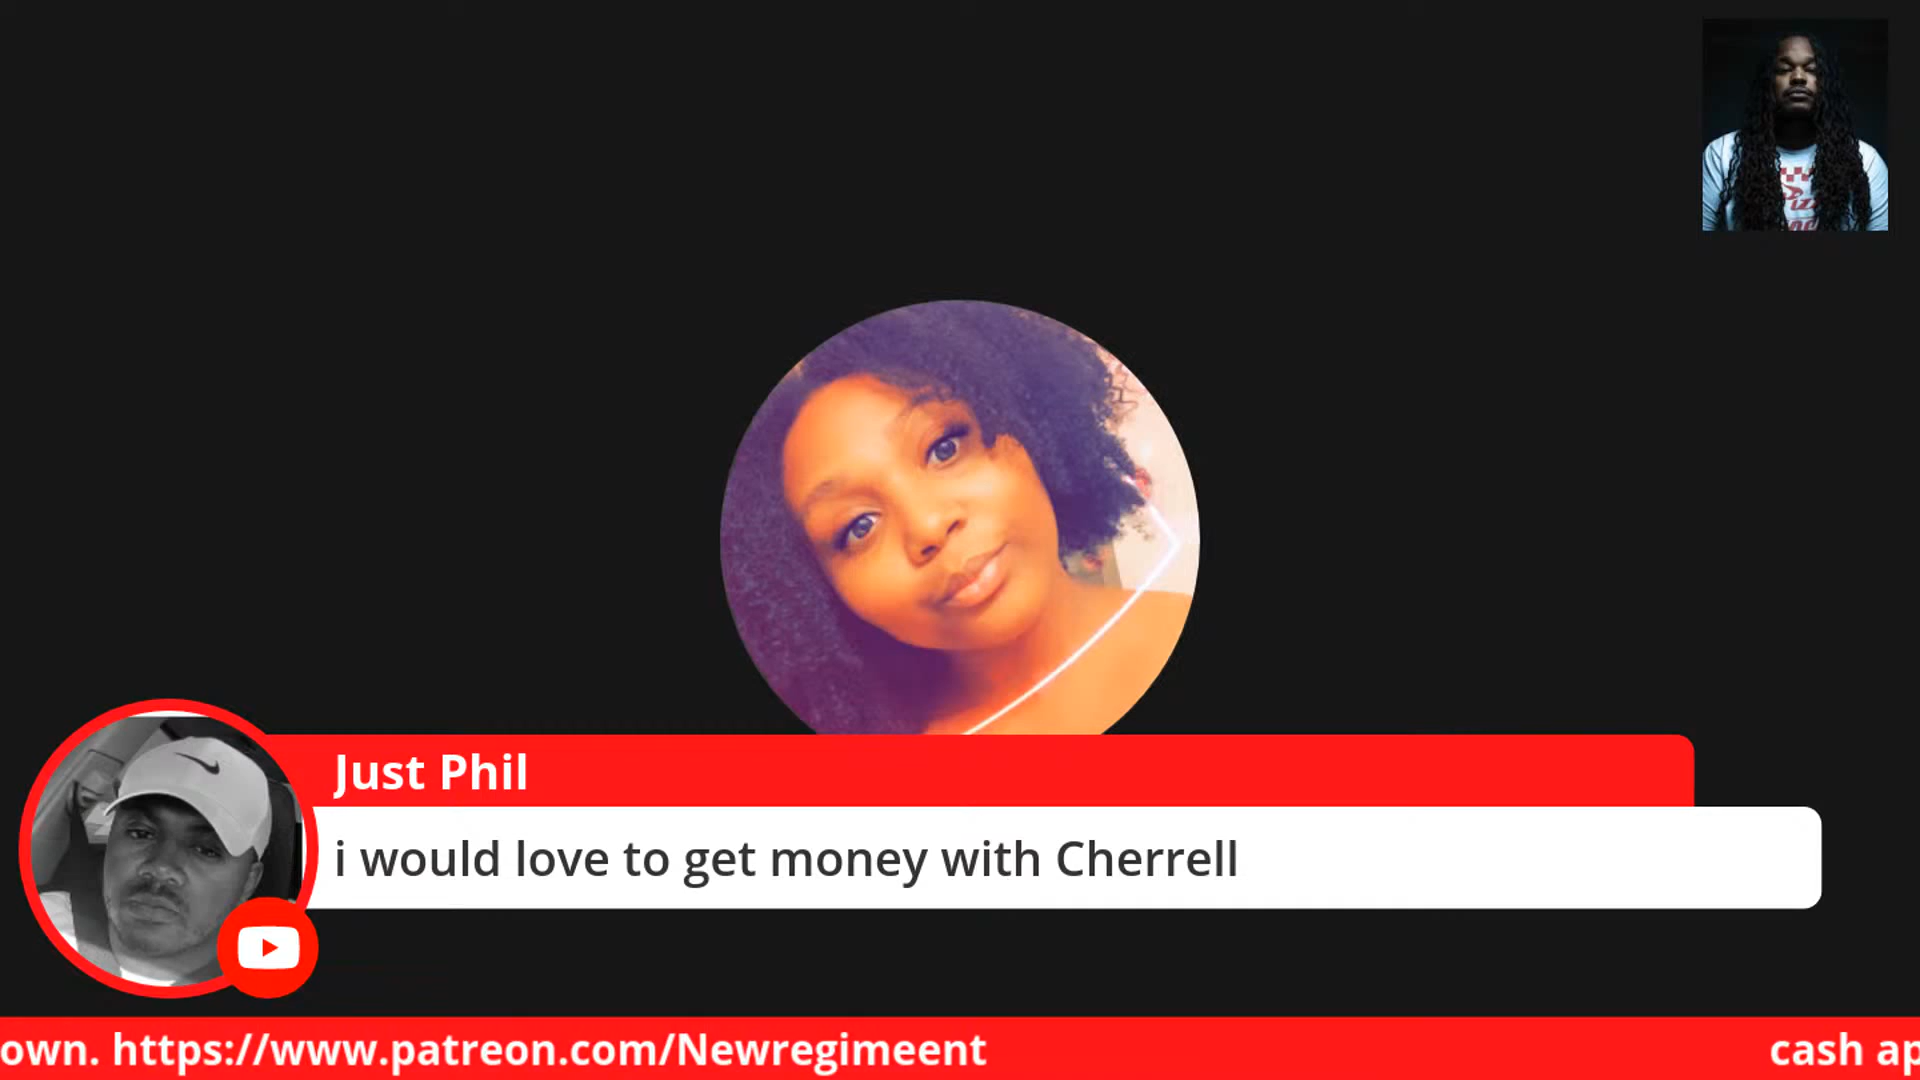 Just Phil
i would love to get money with Cherrell
own. https://www.patreon.com/Newregimeent
cash ap